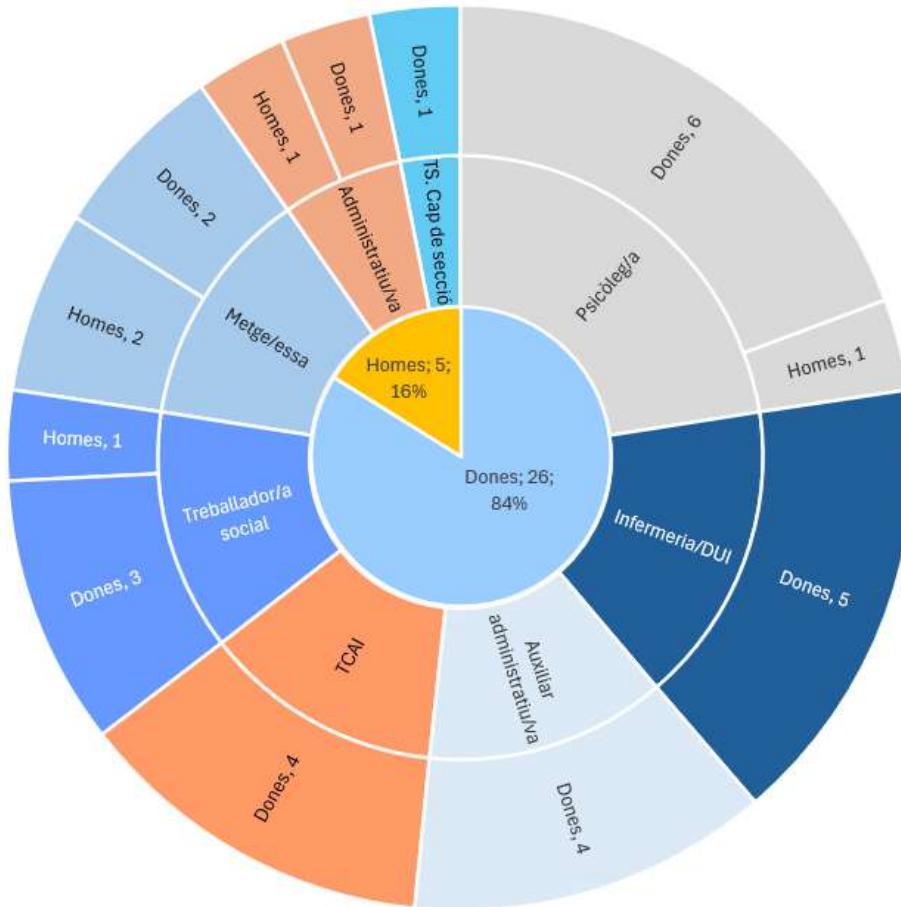 Dones, 6
Psicòleg/a
Homes, 1
Infermeria/DUI
Dones, 5
Auxiliar
administratiu/va
Dones, 4
TCAI
Dones, 4
Treballador/a
social
Dones, 3
Homes, 1
Metge/essa
Homes, 2
Dones, 2
Administratiu/va
Homes, 1
Dones, 1
TS. Cap de secció
Dones, 1
Homes; 5;
16%
Dones; 26;
84%